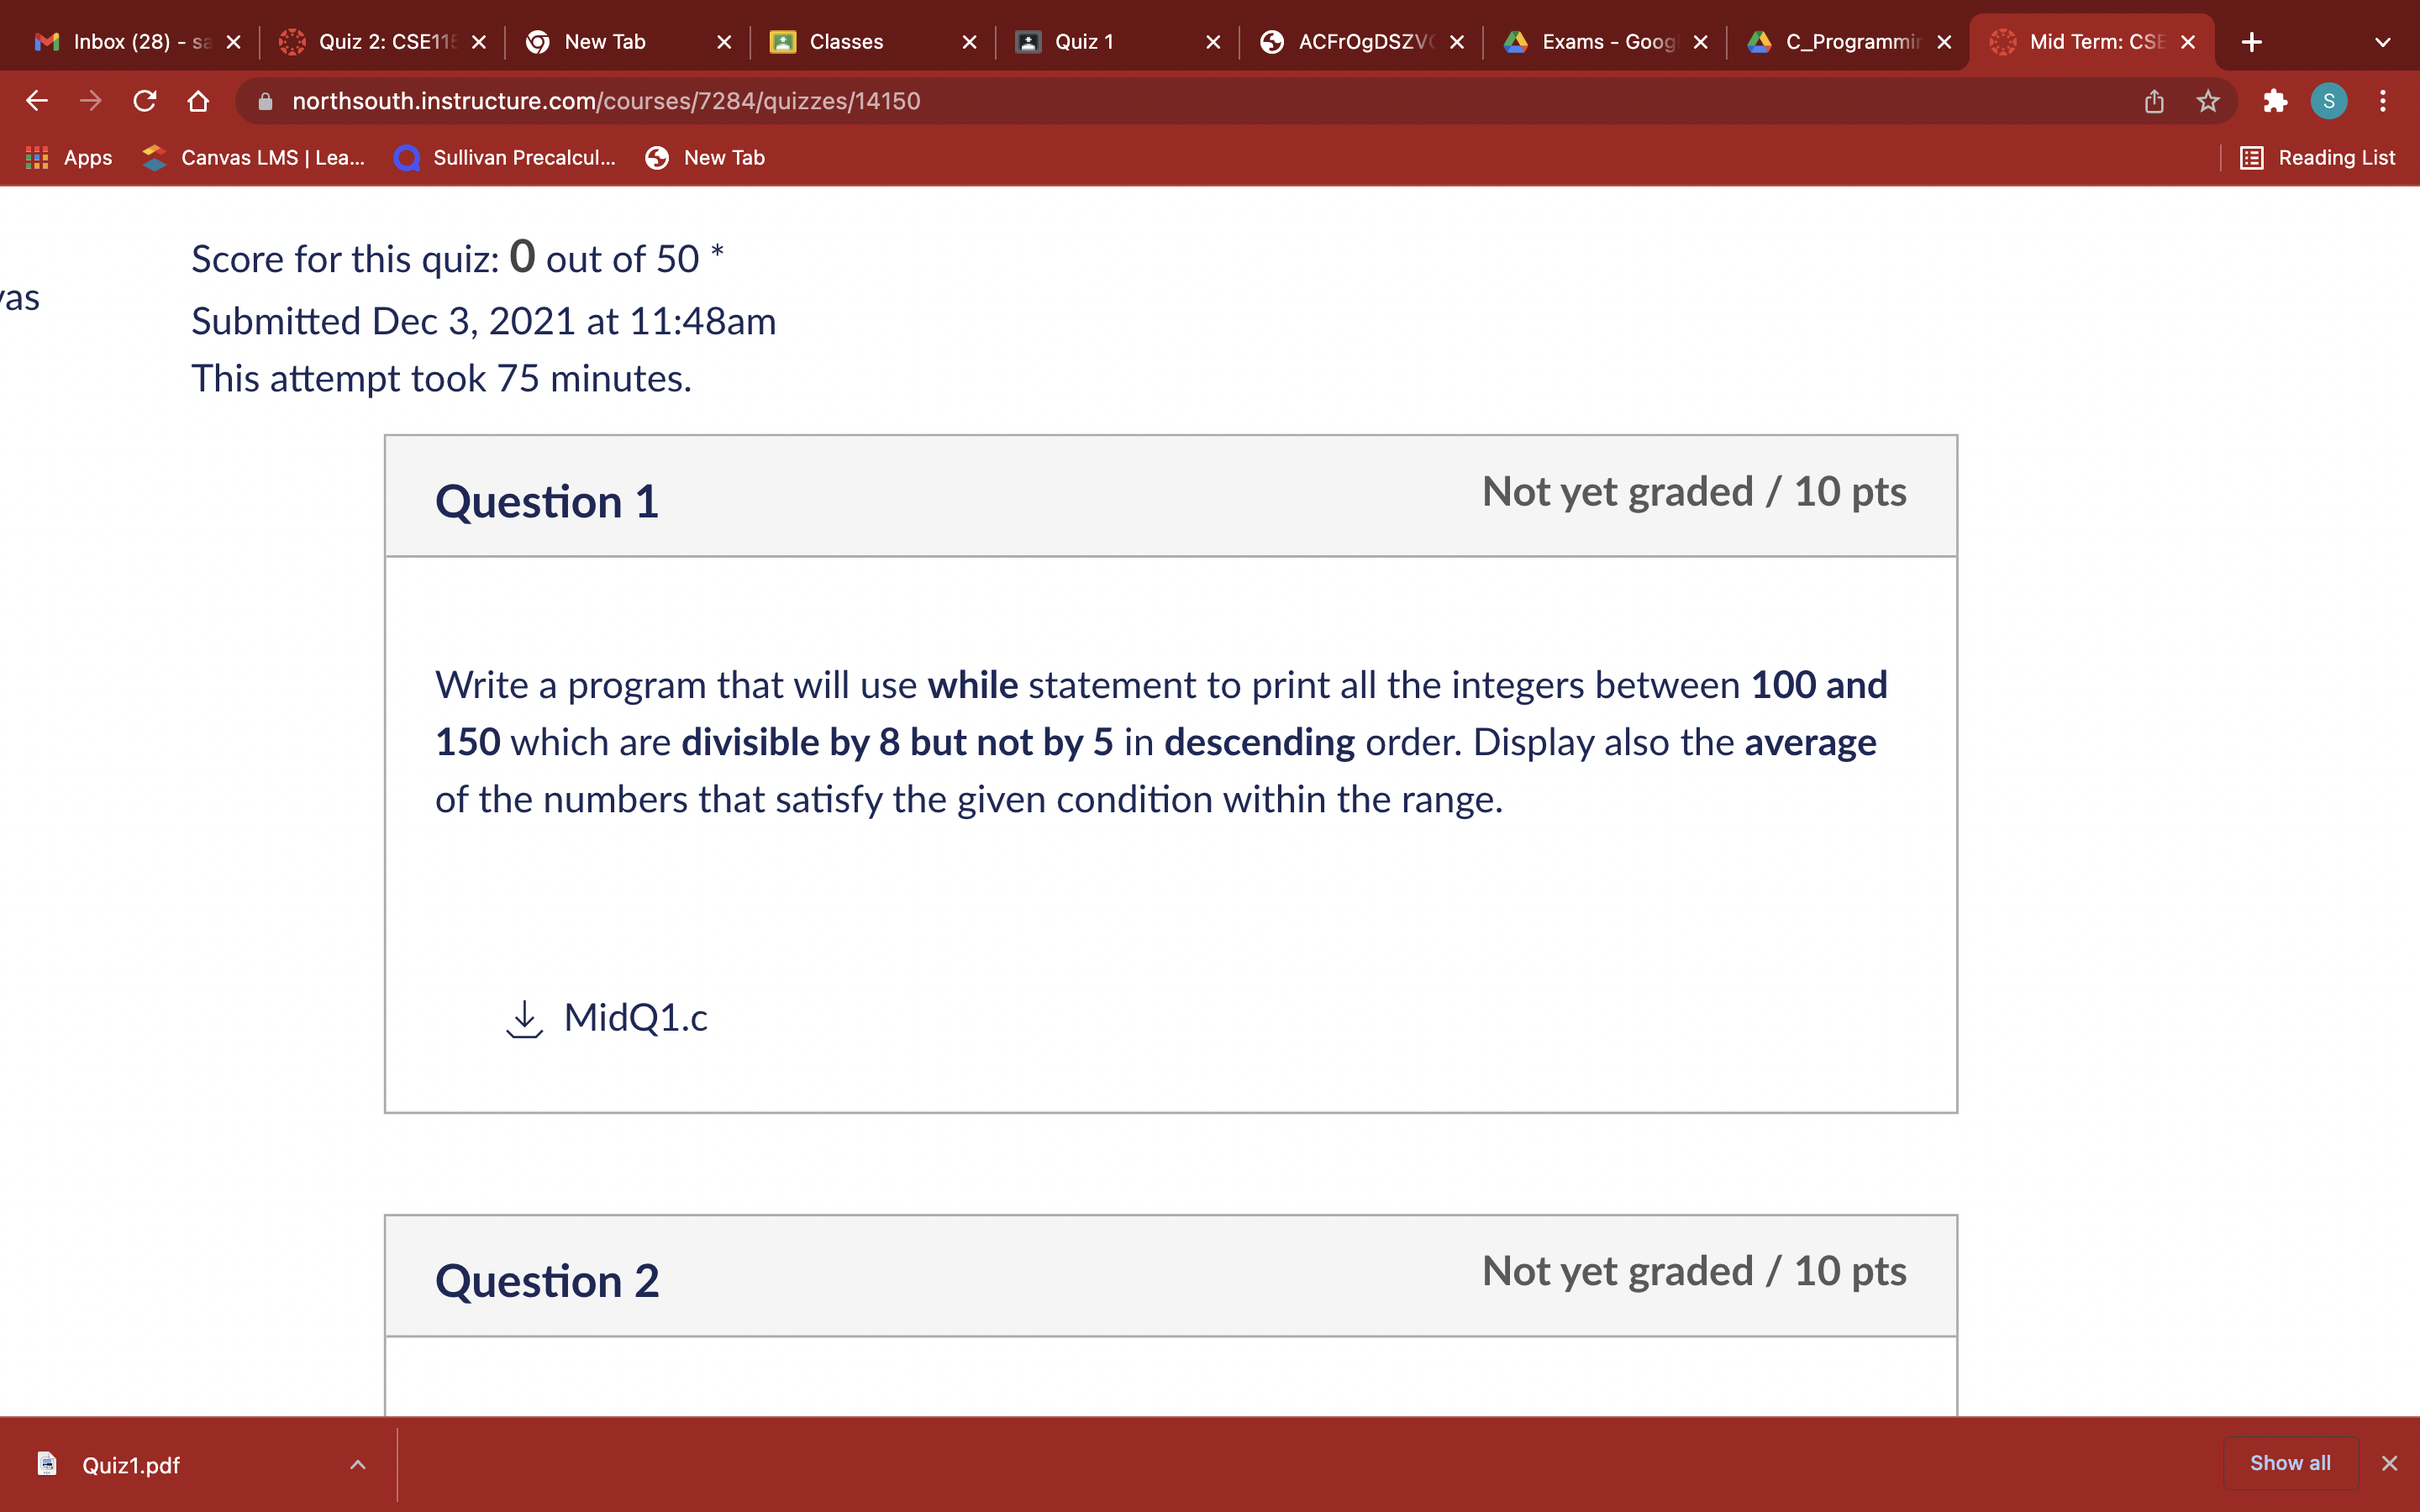 Inbox (28) - sa
Quiz 2: CSE115
New Tab
Classes
Quiz 1
ACFrOgDSZV
Exams - Goog
C_Programmin
Mid Term: CSE
northsouth.instructure.com/courses/7284/quizzes/14150
S
Apps
Canvas LMS | Lea...
Sullivan Precalcul...
New Tab
Reading List
vas
Score for this quiz: 0 out of 50 *
Submitted Dec 3, 2021 at 11:48am
This attempt took 75 minutes.
Question 1
Not yet graded / 10 pts
Write a program that will use while statement to print all the integers between 100 and
150 which are divisible by 8 but not by 5 in descending order. Display also the average
of the numbers that satisfy the given condition within the range.
MidQ1.c
Question 2
Not yet graded / 10 pts
Quiz1.pdf
Show all